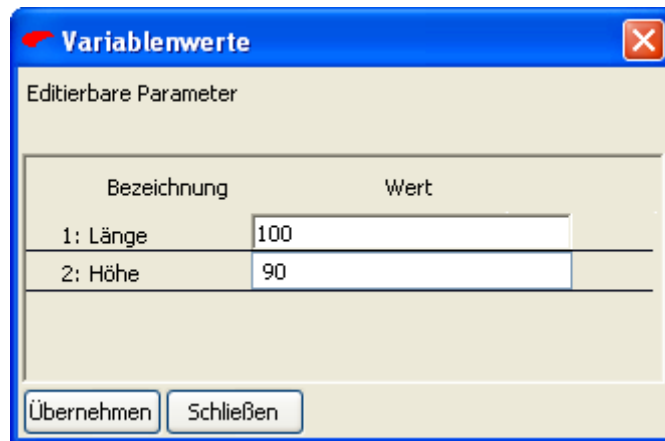 Variablenwerte
Editierbare Parameter
Bezeichnung Wert
1: Länge 100
2: Höhe 90
Übernehmen Schließen